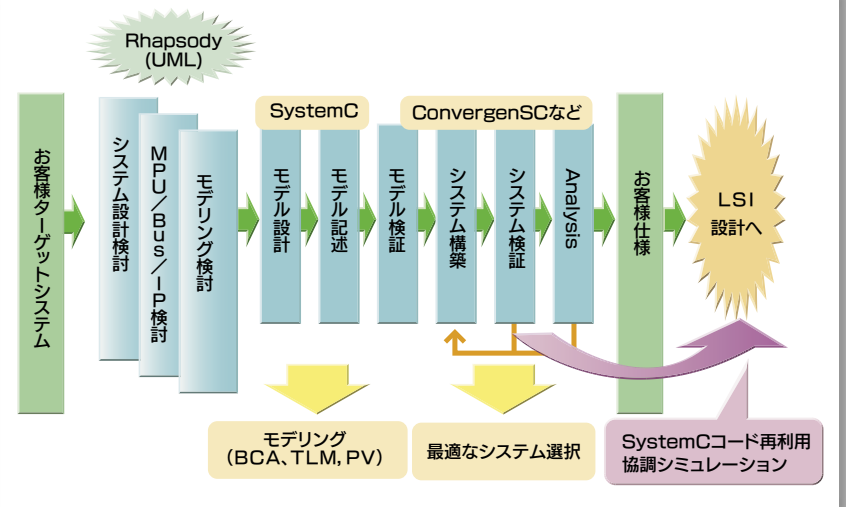 Rhapsody
(UML)
SystemC
ConvergenSCなど
お客様ターゲットシステム
システム設計検討
MPU/Bus/IP検討
モデリング検討
モデル設計
モデル記述
モデル検証
システム構築
システム検証
Analysis
お客様仕様
LSI
設計へ
モデリング
(BCA、TLM,PV)
最適なシステム選択
SystemCコード再利用
協調シミュレーション